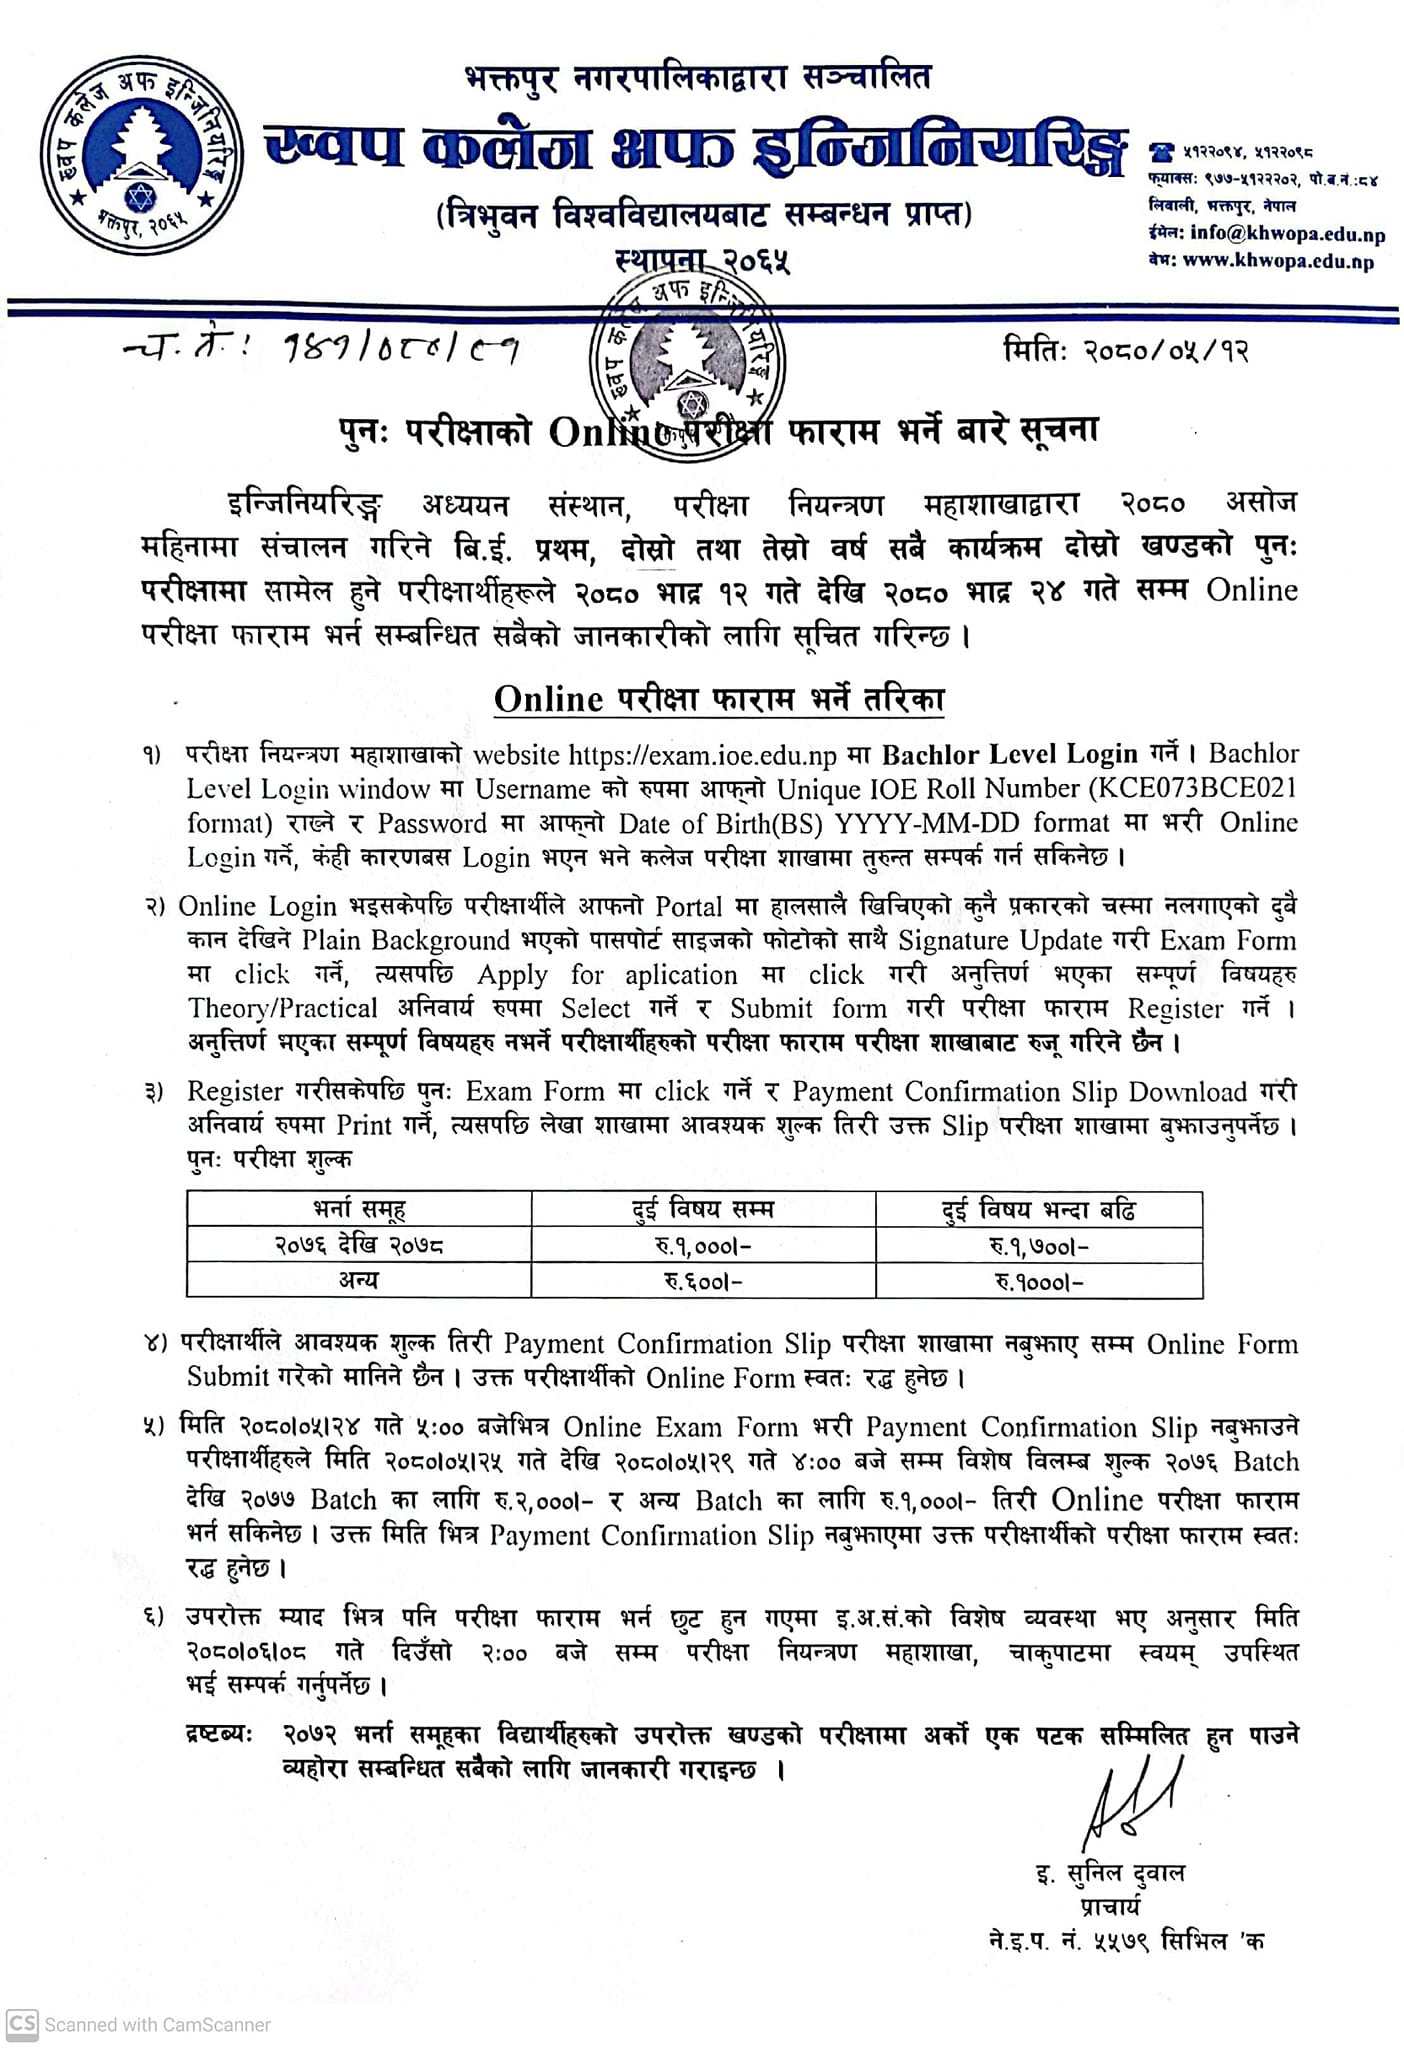 ख्वप कलेज अफ इन्जिनियरिङ्ग
भक्तपुर, २०६५
भक्तपुर नगरपालिकाद्वारा सञ्चालित
ख्वप कलेज अफ इन्जिनियरिङ्ग
(त्रिभुवन विश्वविद्यालयबाट सम्बन्धन प्राप्त)
स्थापना २०६५
☎ ५१२२०९४, ५१२२०९८
फ्याक्सः ९७७-५१२२२०२, पो.ब.नं.:८४
लिवाली, भक्तपुर, नेपाल
ईमेल: info@khwopa.edu.np
वेभ: www.khwopa.edu.np
ख्वप कलेज अफ इन्जिनियरिङ्ग
च. नं.: १४१/०८०/८१
मितिः २०८०/०५/१२
पुनः परीक्षाको Online परीक्षा फाराम भर्ने बारे सूचना
इन्जिनियरिङ्ग अध्ययन संस्थान, परीक्षा नियन्त्रण महाशाखाद्वारा २०८० असोज
महिनामा संचालन गरिने बि.ई. प्रथम, दोस्रो तथा तेस्रो वर्ष सबै कार्यक्रम दोस्रो खण्डको पुनः
परीक्षामा सामेल हुने परीक्षार्थीहरूले २०८० भाद्र १२ गते देखि २०८० भाद्र २४ गते सम्म Online
परीक्षा फाराम भर्न सम्बन्धित सबैको जानकारीको लागि सूचित गरिन्छ ।
Online परीक्षा फाराम भर्ने तरिका
१) परीक्षा नियन्त्रण महाशाखाको website https://exam.ioe.edu.np मा Bachlor Level Login गर्ने । Bachlor
Level Login window मा Username को रुपमा आफ्नो Unique IOE Roll Number (KCE073BCE021
format) राख्ने र Password मा आफ्नो Date of Birth(BS) YYYY-MM-DD format मा भरी Online
Login गर्ने, कंही कारणबस Login भएन भने कलेज परीक्षा शाखामा तुरुन्त सम्पर्क गर्न सकिनेछ ।
२) Online Login भइसकेपछि परीक्षार्थीले आफनो Portal मा हालसालै खिचिएको कुनै प्रकारको चस्मा नलगाएको दुवै
कान देखिने Plain Background भएको पासपोर्ट साइजको फोटोको साथै Signature Update गरी Exam Form
मा click गर्ने, त्यसपछि Apply for aplication मा click गरी अनुत्तिर्ण भएका सम्पूर्ण विषयहरु
Theory/Practical अनिवार्य रुपमा Select गर्ने र Submit form गरी परीक्षा फाराम Register गर्ने ।
अनुत्तिर्ण भएका सम्पूर्ण विषयहरु नभर्ने परीक्षार्थीहरुको परीक्षा फाराम परीक्षा शाखाबाट रुजू गरिने छैन ।
३) Register गरीसकेपछि पुनः Exam Form मा click गर्ने र Payment Confirmation Slip Download गरी
अनिवार्य रुपमा Print गर्ने, त्यसपछि लेखा शाखामा आवश्यक शुल्क तिरी उक्त Slip परीक्षा शाखामा बुझाउनुपर्नेछ ।
पुनः परीक्षा शुल्क
भर्ना समूह दुई विषय सम्म दुई विषय भन्दा बढि
२०७६ देखि २०७८ रु.१,०००।– रु.१,७००।–
अन्य रु.६००।– रु.१०००।–
४) परीक्षार्थीले आवश्यक शुल्क तिरी Payment Confirmation Slip परीक्षा शाखामा नबुझाए सम्म Online Form
Submit गरेको मानिने छैन । उक्त परीक्षार्थीको Online Form स्वतः रद्ध हुनेछ ।
५) मिति २०८०।०५।२४ गते ५:०० बजेभित्र Online Exam Form भरी Payment Confirmation Slip नबुझाउने
परीक्षार्थीहरुले मिति २०८०।०५।२५ गते देखि २०८०।०५।२९ गते ४:०० बजे सम्म विशेष विलम्ब शुल्क २०७६ Batch
देखि २०७७ Batch का लागि रु.२,०००।– र अन्य Batch का लागि रु.१,०००।– तिरी Online परीक्षा फाराम
भर्न सकिनेछ । उक्त मिति भित्र Payment Confirmation Slip नबुझाएमा उक्त परीक्षार्थीको परीक्षा फाराम स्वतः
रद्ध हुनेछ ।
६) उपरोक्त म्याद भित्र पनि परीक्षा फाराम भर्न छुट हुन गएमा इ.अ.सं.को विशेष व्यवस्था भए अनुसार मिति
२०८०।०६।०८ गते दिउँसो २:०० बजे सम्म परीक्षा नियन्त्रण महाशाखा, चाकुपाटमा स्वयम् उपस्थित
भई सम्पर्क गर्नुपर्नेछ ।
द्रष्टब्यः २०७२ भर्ना समूहका विद्यार्थीहरुको उपरोक्त खण्डको परीक्षामा अर्को एक पटक सम्मिलित हुन पाउने
व्यहोरा सम्बन्धित सबैको लागि जानकारी गराइन्छ ।
इ. सुनिल दुवाल
प्राचार्य
ने.इ.प. नं. ५५७९ सिभिल 'क
CS Scanned with CamScanner